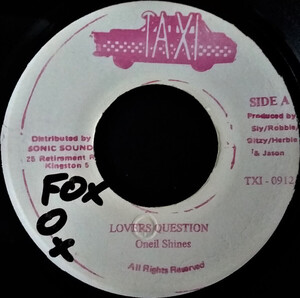 TAXI
SIDE A
Distributed by
SONIC SOUND
25 Retirement R
Kingston 5
Produced by
Sly/Robbie,
Gitzy/Herbie
& Jason
TXI - 0912
FOX
OX
LOVERS QUESTION
Oneil Shines
All Rights Reserved